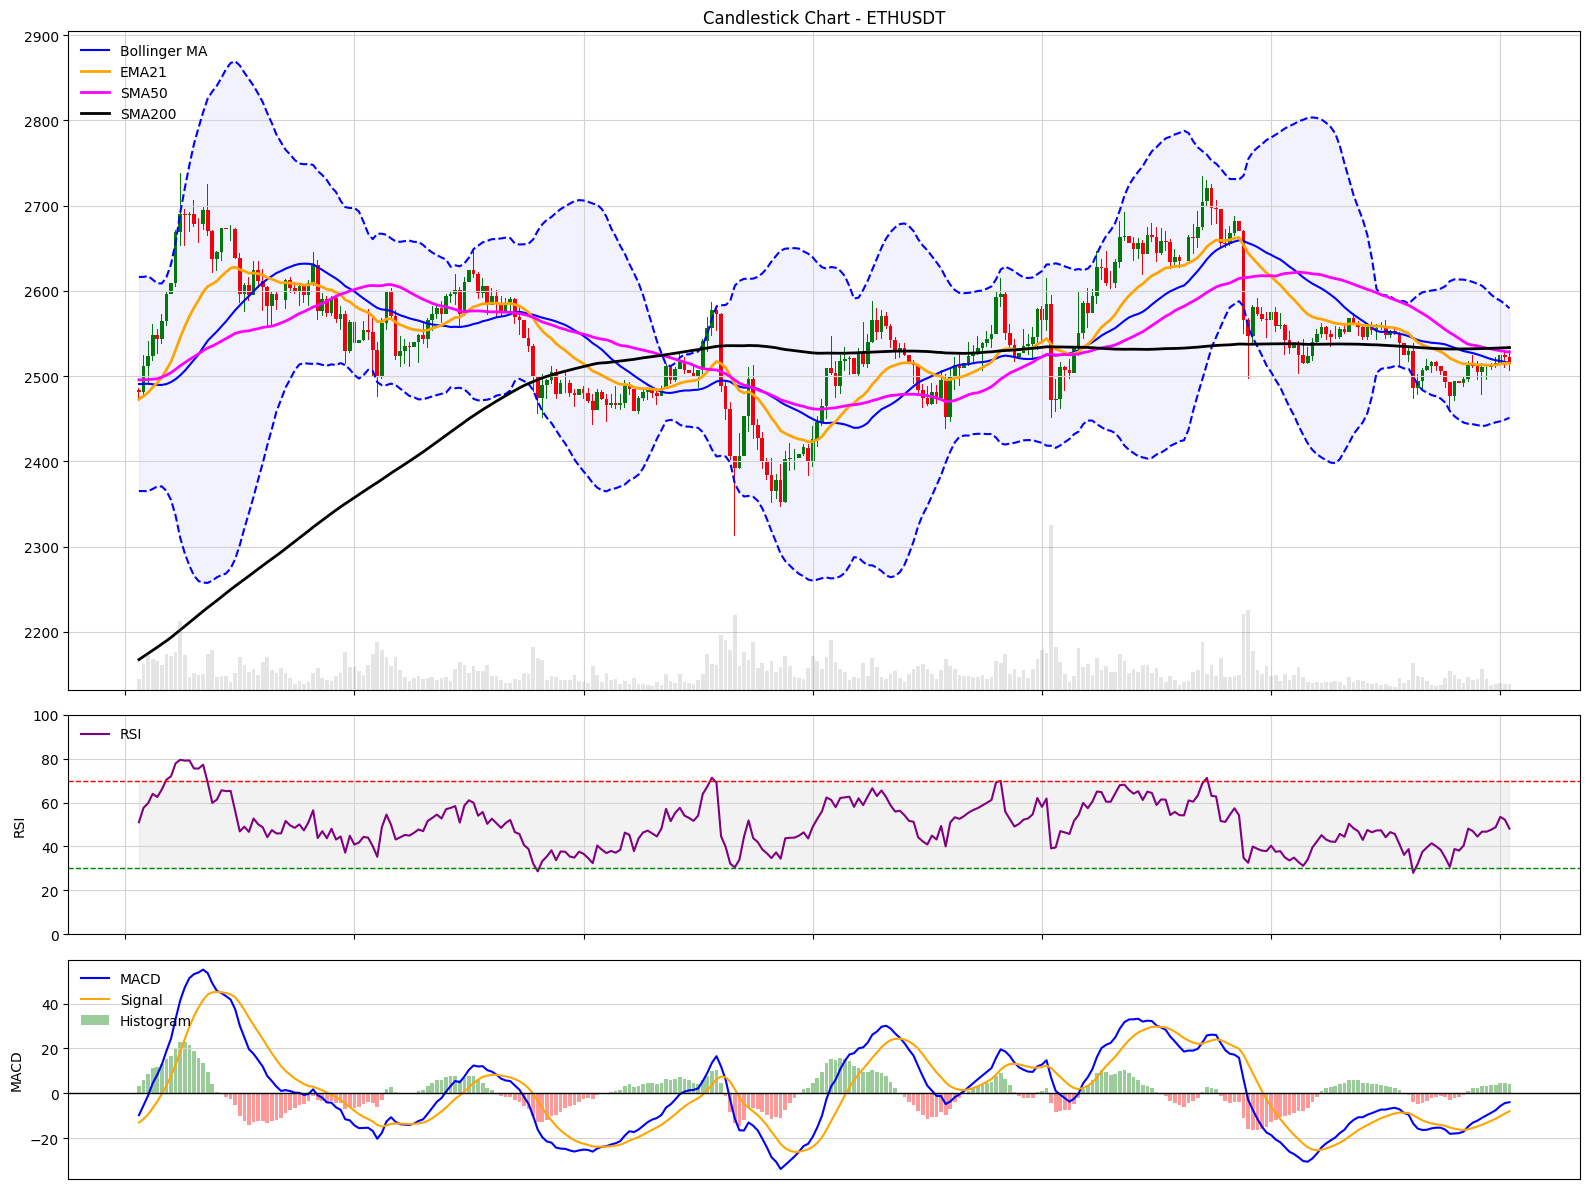 Candlestick Chart - ETHUSDT
2900
2800
2700
2600
2500
2400
2300
2200
Bollinger MA
EMA21
SMA50
SMA200
100
80
60
40
20
0
RSI
RSI
40
20
0
−20
MACD
MACD
Signal
Histogram